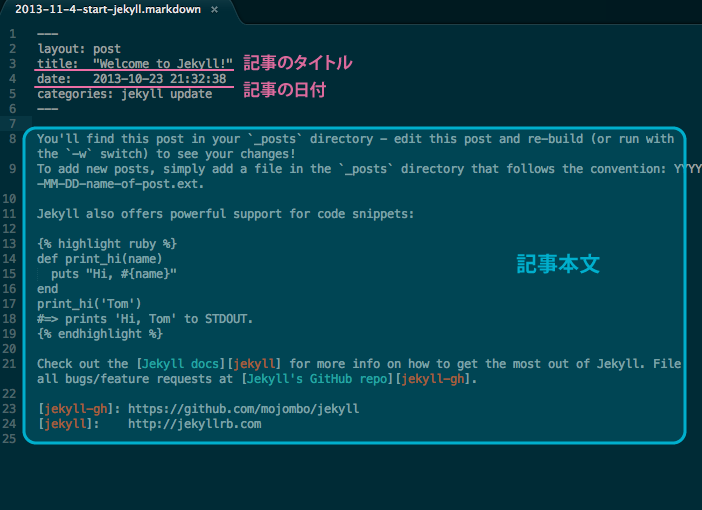 2013-11-4-start-jekyll.markdown ×
1 ---
2 layout: post
3 title:  "Welcome to Jekyll!" 記事のタイトル
4 date:   2013-10-23 21:32:38 記事の日付
5 categories: jekyll update
6 ---
7
8 You'll find this post in your `_posts` directory - edit this post and re-build (or run with
the `-w` switch) to see your changes!
9 To add new posts, simply add a file in the `_posts` directory that follows the convention: YYYY
-MM-DD-name-of-post.ext.
10
11 Jekyll also offers powerful support for code snippets:
12
13 {% highlight ruby %}
14 def print_hi(name)
記事本文
15   puts "Hi, #{name}"
16 end
17 print_hi('Tom')
18 #=> prints 'Hi, Tom' to STDOUT.
19 {% endhighlight %}
20
21 Check out the [Jekyll docs][jekyll] for more info on how to get the most out of Jekyll. File
all bugs/feature requests at [Jekyll's GitHub repo][jekyll-gh].
22
23 [jekyll-gh]: https://github.com/mojombo/jekyll
24 [jekyll]:    http://jekyllrb.com
25